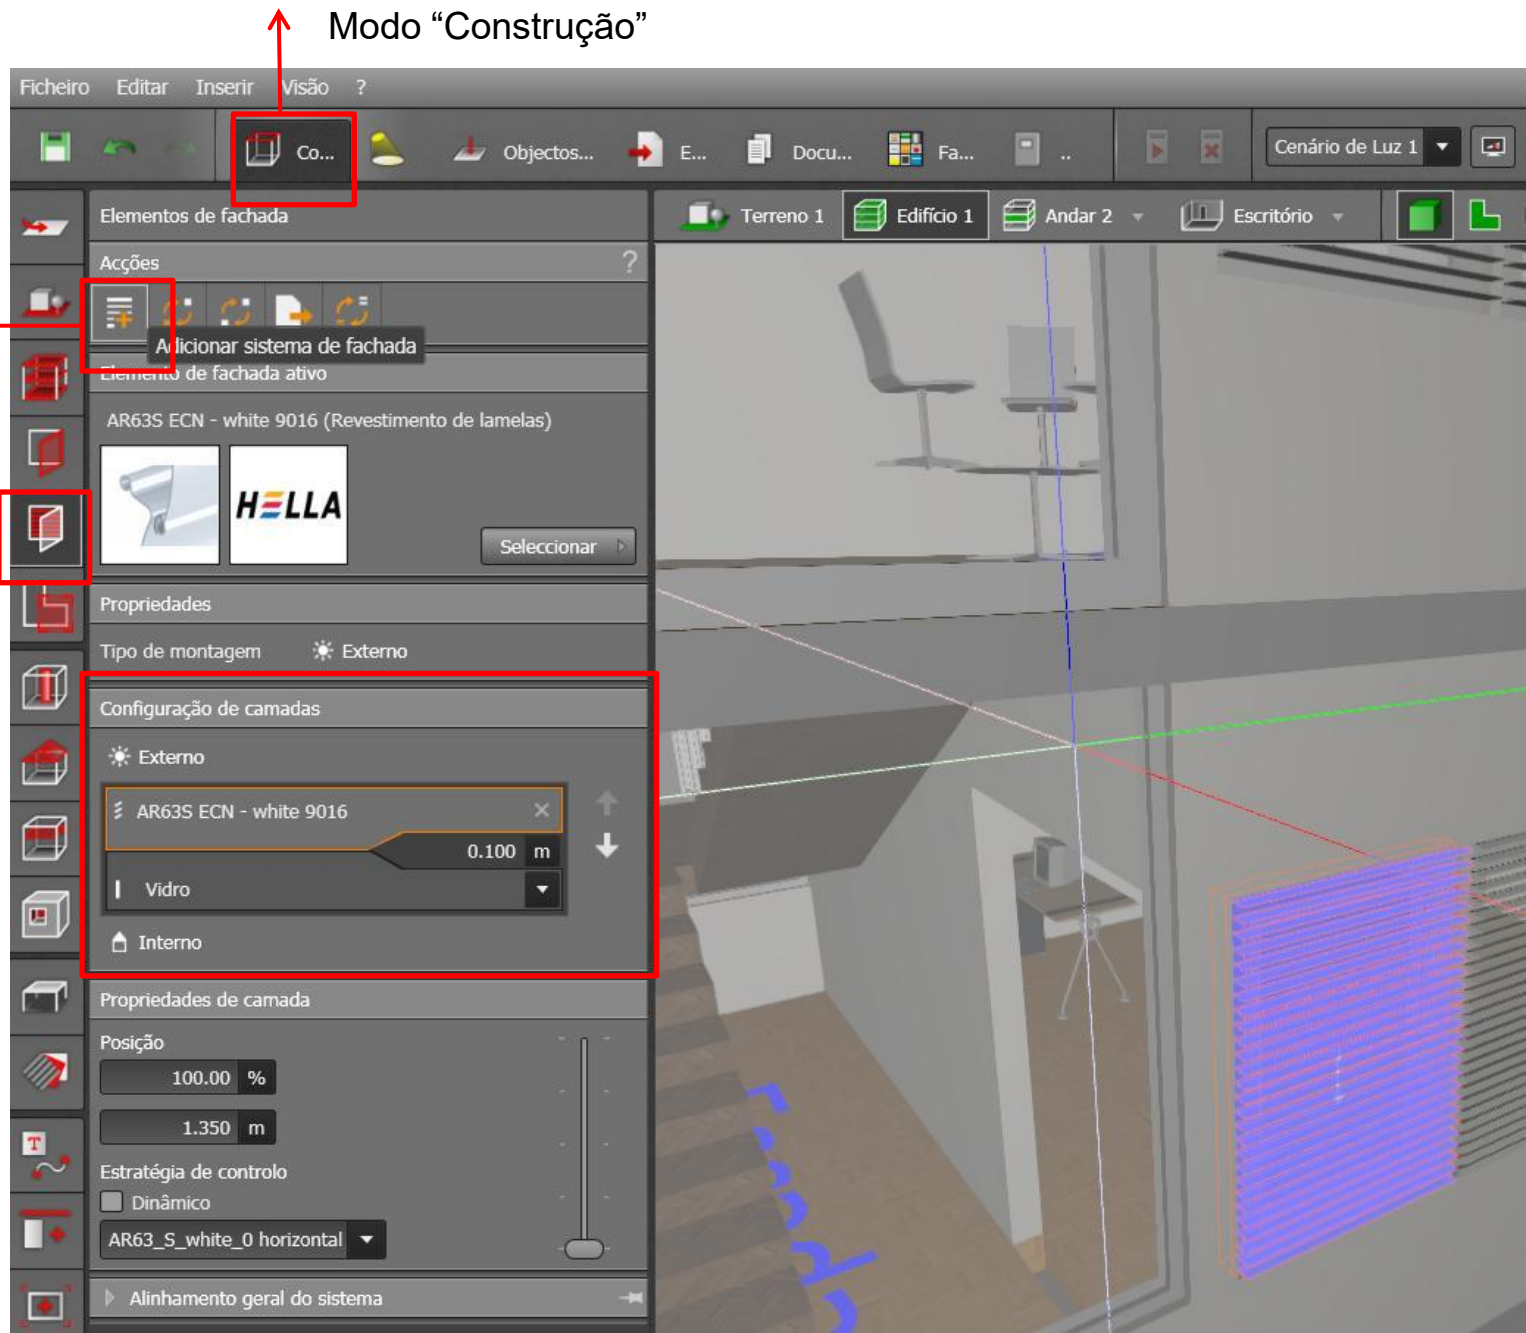 Modo “Construção”
Ficheiro Editar Inserir Visão ?
Co... Objectos... E... Docu... Fa... .. Cenário de Luz 1
Elementos de fachada
Terreno 1 Edifício 1 Andar 2 Escritório
Acções ?
Adicionar sistema de fachada
Elemento de fachada ativo
AR63S ECN - white 9016 (Revestimento de lamelas)
HELLA
Seleccionar
Propriedades
Tipo de montagem Externo
Configuração de camadas
Externo
AR63S ECN - white 9016
0.100 m
Vidro
Interno
Propriedades de camada
Posição
100.00 %
1.350 m
Estratégia de controlo
Dinâmico
AR63_S_white_0 horizontal
Alinhamento geral do sistema
T